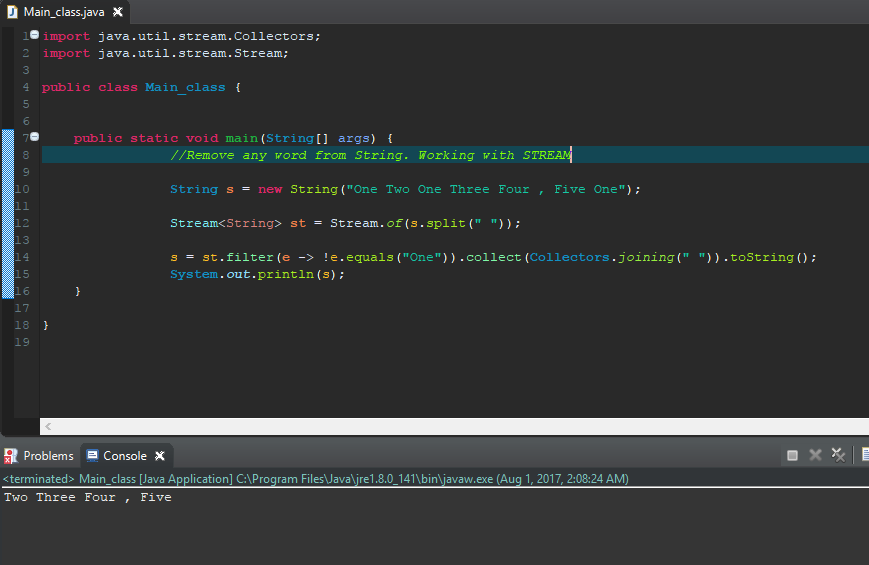 Main_class.java
1 import java.util.stream.Collectors;
2 import java.util.stream.Stream;
3
4 public class Main_class {
5
6
7 public static void main(String[] args) {
8 //Remove any word from String. Working with STREAM
9
10 String s = new String("One Two One Three Four , Five One");
11
12 Stream<String> st = Stream.of(s.split(" "));
13
14 s = st.filter(e -> !e.equals("One")).collect(Collectors.joining(" ")).toString();
15 System.out.println(s);
16 }
17
18 }
19
Problems Console
<terminated> Main_class [Java Application] C:\Program Files\Java\jre1.8.0_141\bin\javaw.exe (Aug 1, 2017, 2:08:24 AM)
Two Three Four , Five